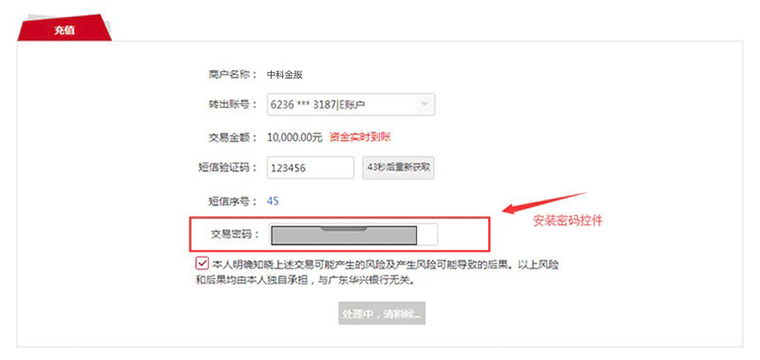 充值
商户名称： 中科金服
转出账号： 6236 *** 3187|E账户
交易金额： 10,000.00元 资金实时到账
短信验证码： 123456 43秒后重新获取
短信序号： 45
交易密码：
安装密码控件
本人明确知晓上述交易可能产生的风险及产生风险可能导致的后果。以上风险
和后果均由本人独自承担，与广东华兴银行无关。
处理中，请稍候...